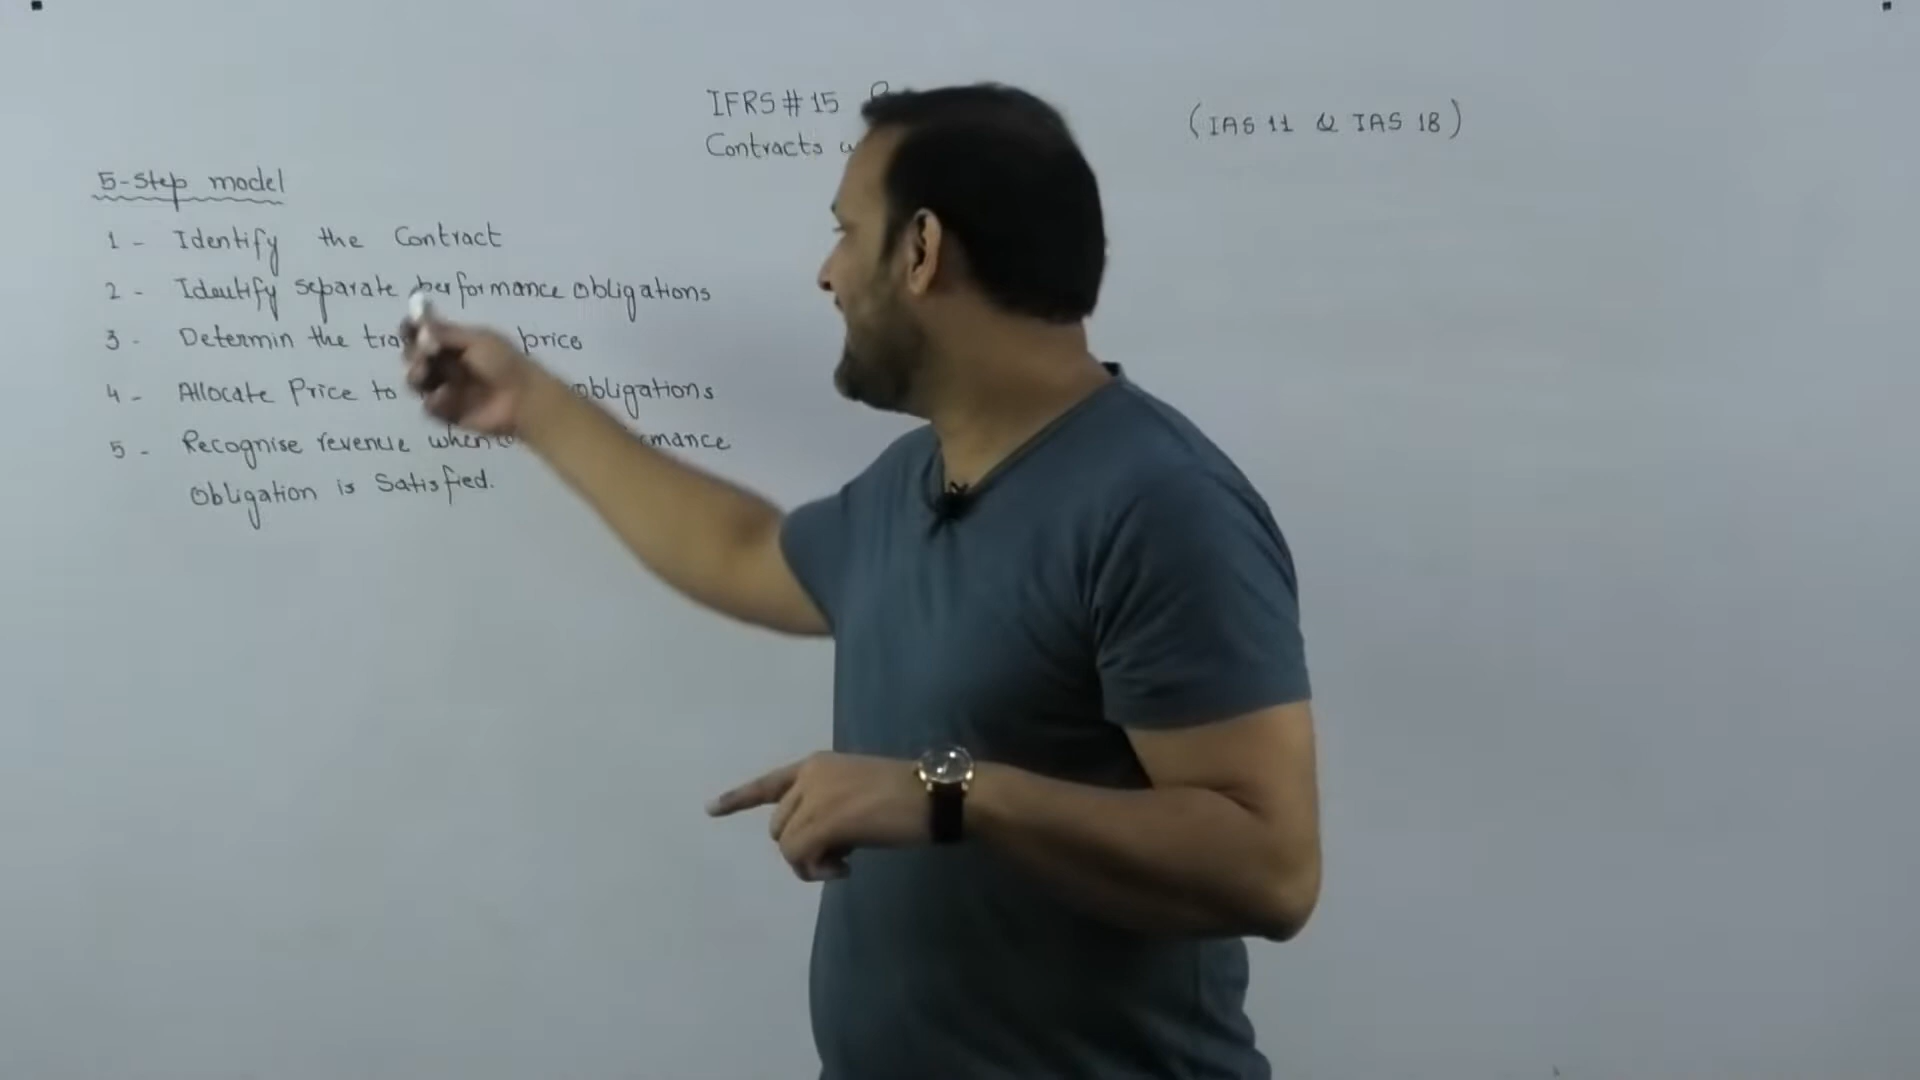 IFRS # 15
(IAS 11 & IAS 18)
Contracts
5-Step model
1 - Identify the Contract
2 - Identify separate performance obligations
3 - Determin the price
4 - Allocate Price to obligations
5 - Recognise revenue when
Obligation is Satisfied.